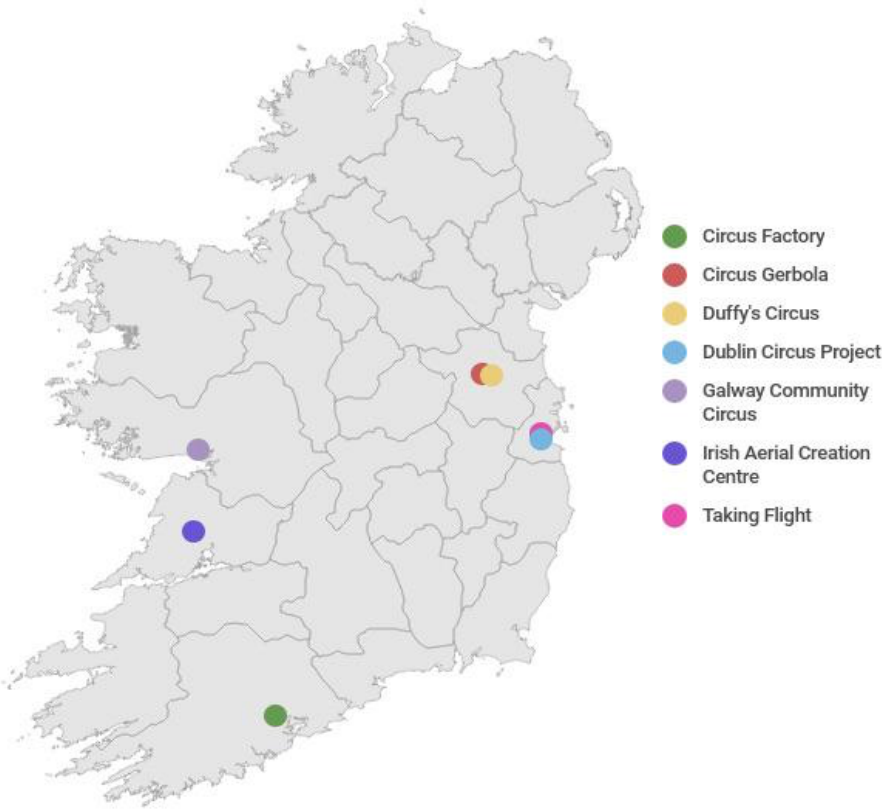 Circus Factory
Circus Gerbola
Duffy's Circus
Dublin Circus Project
Galway Community
Circus
Irish Aerial Creation
Centre
Taking Flight